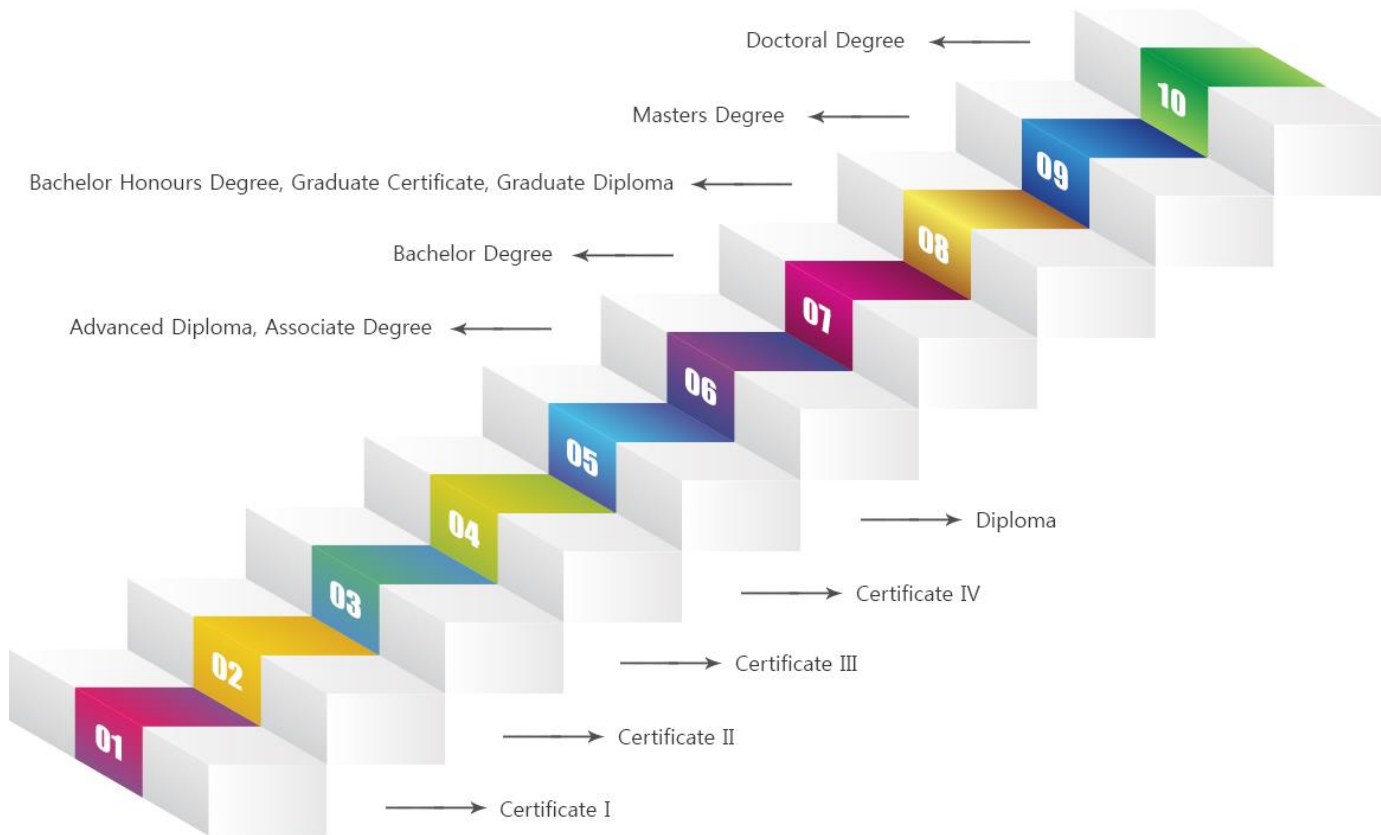 Doctoral Degree
10
Masters Degree
09
Bachelor Honours Degree, Graduate Certificate, Graduate Diploma
08
Bachelor Degree
07
Advanced Diploma, Associate Degree
06
05
Diploma
04
Certificate IV
03
Certificate III
02
Certificate II
01
Certificate I